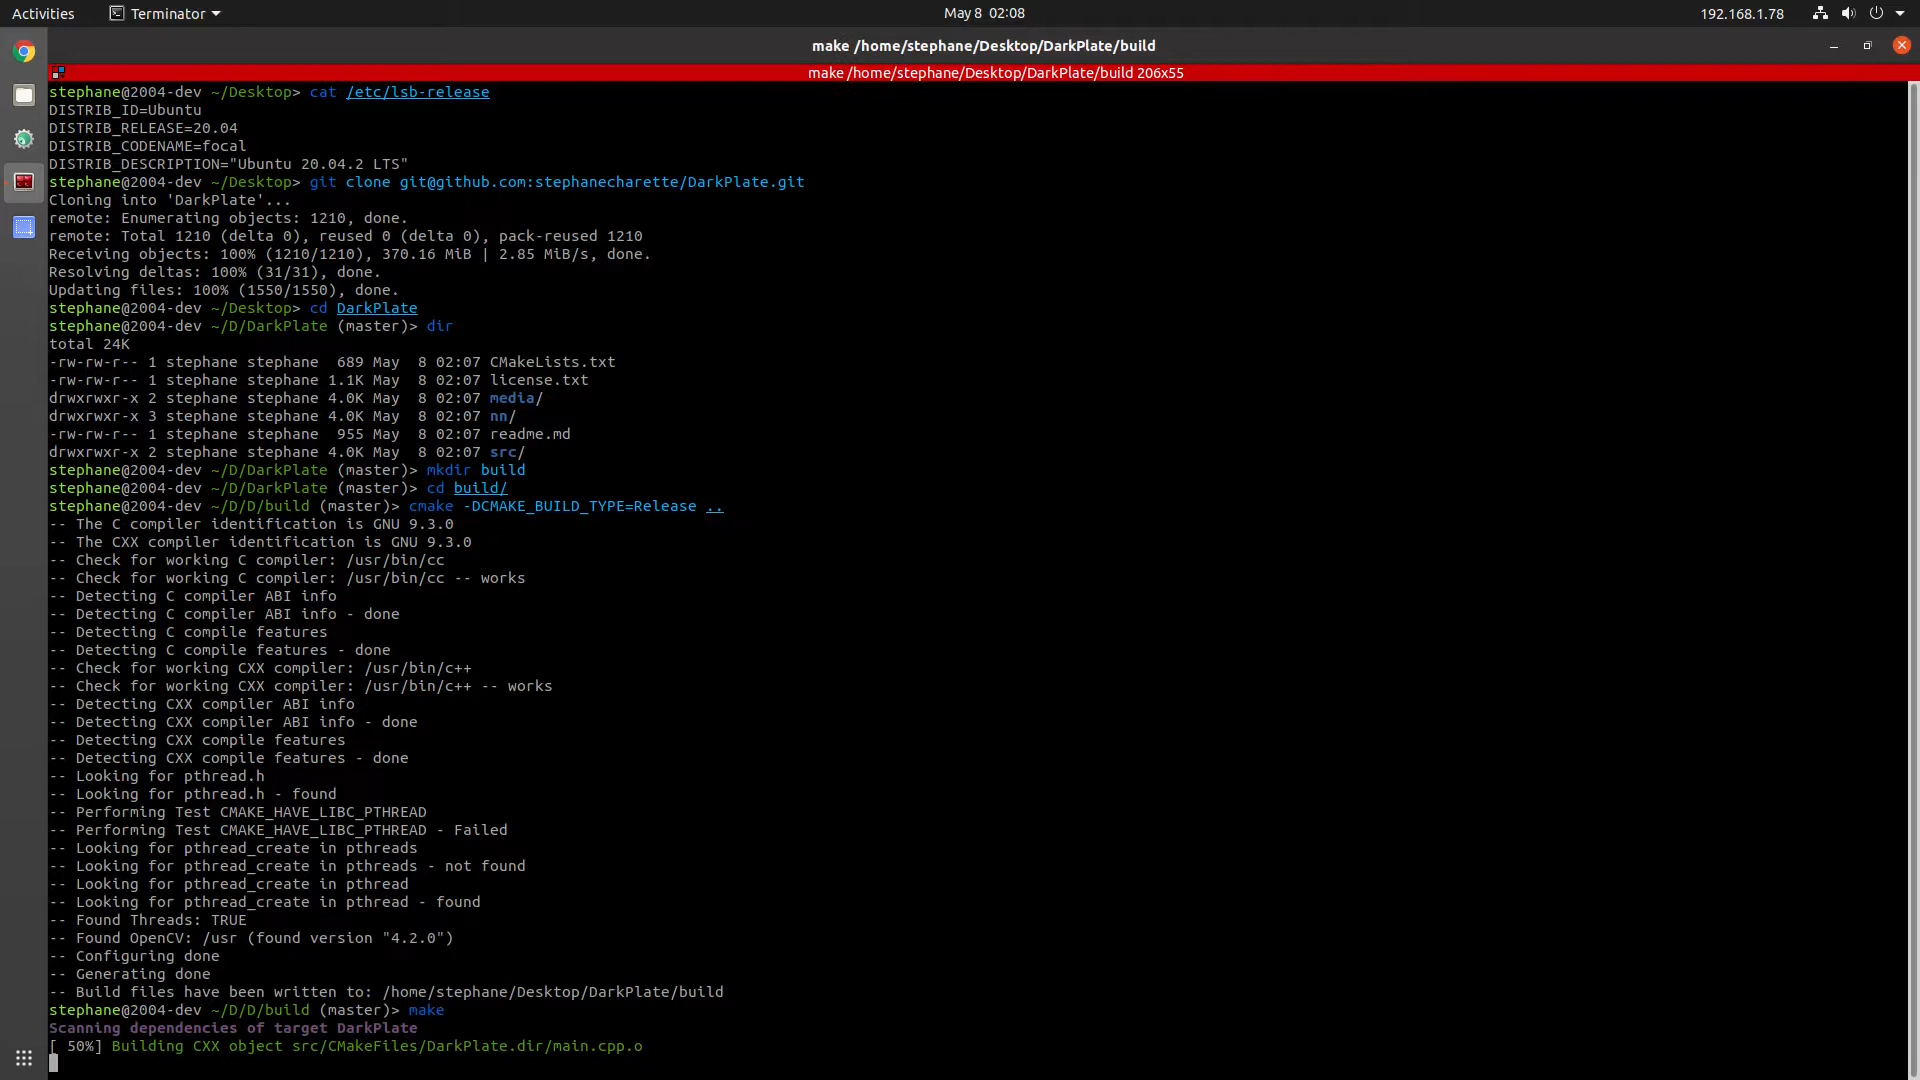 Activities Terminator May 8 02:08 192.168.1.78
make /home/stephane/Desktop/DarkPlate/build
make /home/stephane/Desktop/DarkPlate/build 206x55
stephane@2004-dev ~/Desktop> cat /etc/lsb-release
DISTRIB_ID=Ubuntu
DISTRIB_RELEASE=20.04
DISTRIB_CODENAME=focal
DISTRIB_DESCRIPTION="Ubuntu 20.04.2 LTS"
stephane@2004-dev ~/Desktop> git clone git@github.com:stephanecharette/DarkPlate.git
Cloning into 'DarkPlate'...
remote: Enumerating objects: 1210, done.
remote: Total 1210 (delta 0), reused 0 (delta 0), pack-reused 1210
Receiving objects: 100% (1210/1210), 370.16 MiB | 2.85 MiB/s, done.
Resolving deltas: 100% (31/31), done.
Updating files: 100% (1550/1550), done.
stephane@2004-dev ~/Desktop> cd DarkPlate
stephane@2004-dev ~/D/DarkPlate (master)> dir
total 24K
-rw-rw-r-- 1 stephane stephane  689 May  8 02:07 CMakeLists.txt
-rw-rw-r-- 1 stephane stephane 1.1K May  8 02:07 license.txt
drwxrwxr-x 2 stephane stephane 4.0K May  8 02:07 media/
drwxrwxr-x 3 stephane stephane 4.0K May  8 02:07 nn/
-rw-rw-r-- 1 stephane stephane  955 May  8 02:07 readme.md
drwxrwxr-x 2 stephane stephane 4.0K May  8 02:07 src/
stephane@2004-dev ~/D/DarkPlate (master)> mkdir build
stephane@2004-dev ~/D/DarkPlate (master)> cd build/
stephane@2004-dev ~/D/D/build (master)> cmake -DCMAKE_BUILD_TYPE=Release ..
-- The C compiler identification is GNU 9.3.0
-- The CXX compiler identification is GNU 9.3.0
-- Check for working C compiler: /usr/bin/cc
-- Check for working C compiler: /usr/bin/cc -- works
-- Detecting C compiler ABI info
-- Detecting C compiler ABI info - done
-- Detecting C compile features
-- Detecting C compile features - done
-- Check for working CXX compiler: /usr/bin/c++
-- Check for working CXX compiler: /usr/bin/c++ -- works
-- Detecting CXX compiler ABI info
-- Detecting CXX compiler ABI info - done
-- Detecting CXX compile features
-- Detecting CXX compile features - done
-- Looking for pthread.h
-- Looking for pthread.h - found
-- Performing Test CMAKE_HAVE_LIBC_PTHREAD
-- Performing Test CMAKE_HAVE_LIBC_PTHREAD - Failed
-- Looking for pthread_create in pthreads
-- Looking for pthread_create in pthreads - not found
-- Looking for pthread_create in pthread
-- Looking for pthread_create in pthread - found
-- Found Threads: TRUE
-- Found OpenCV: /usr (found version "4.2.0")
-- Configuring done
-- Generating done
-- Build files have been written to: /home/stephane/Desktop/DarkPlate/build
stephane@2004-dev ~/D/D/build (master)> make
Scanning dependencies of target DarkPlate
[ 50%] Building CXX object src/CMakeFiles/DarkPlate.dir/main.cpp.o